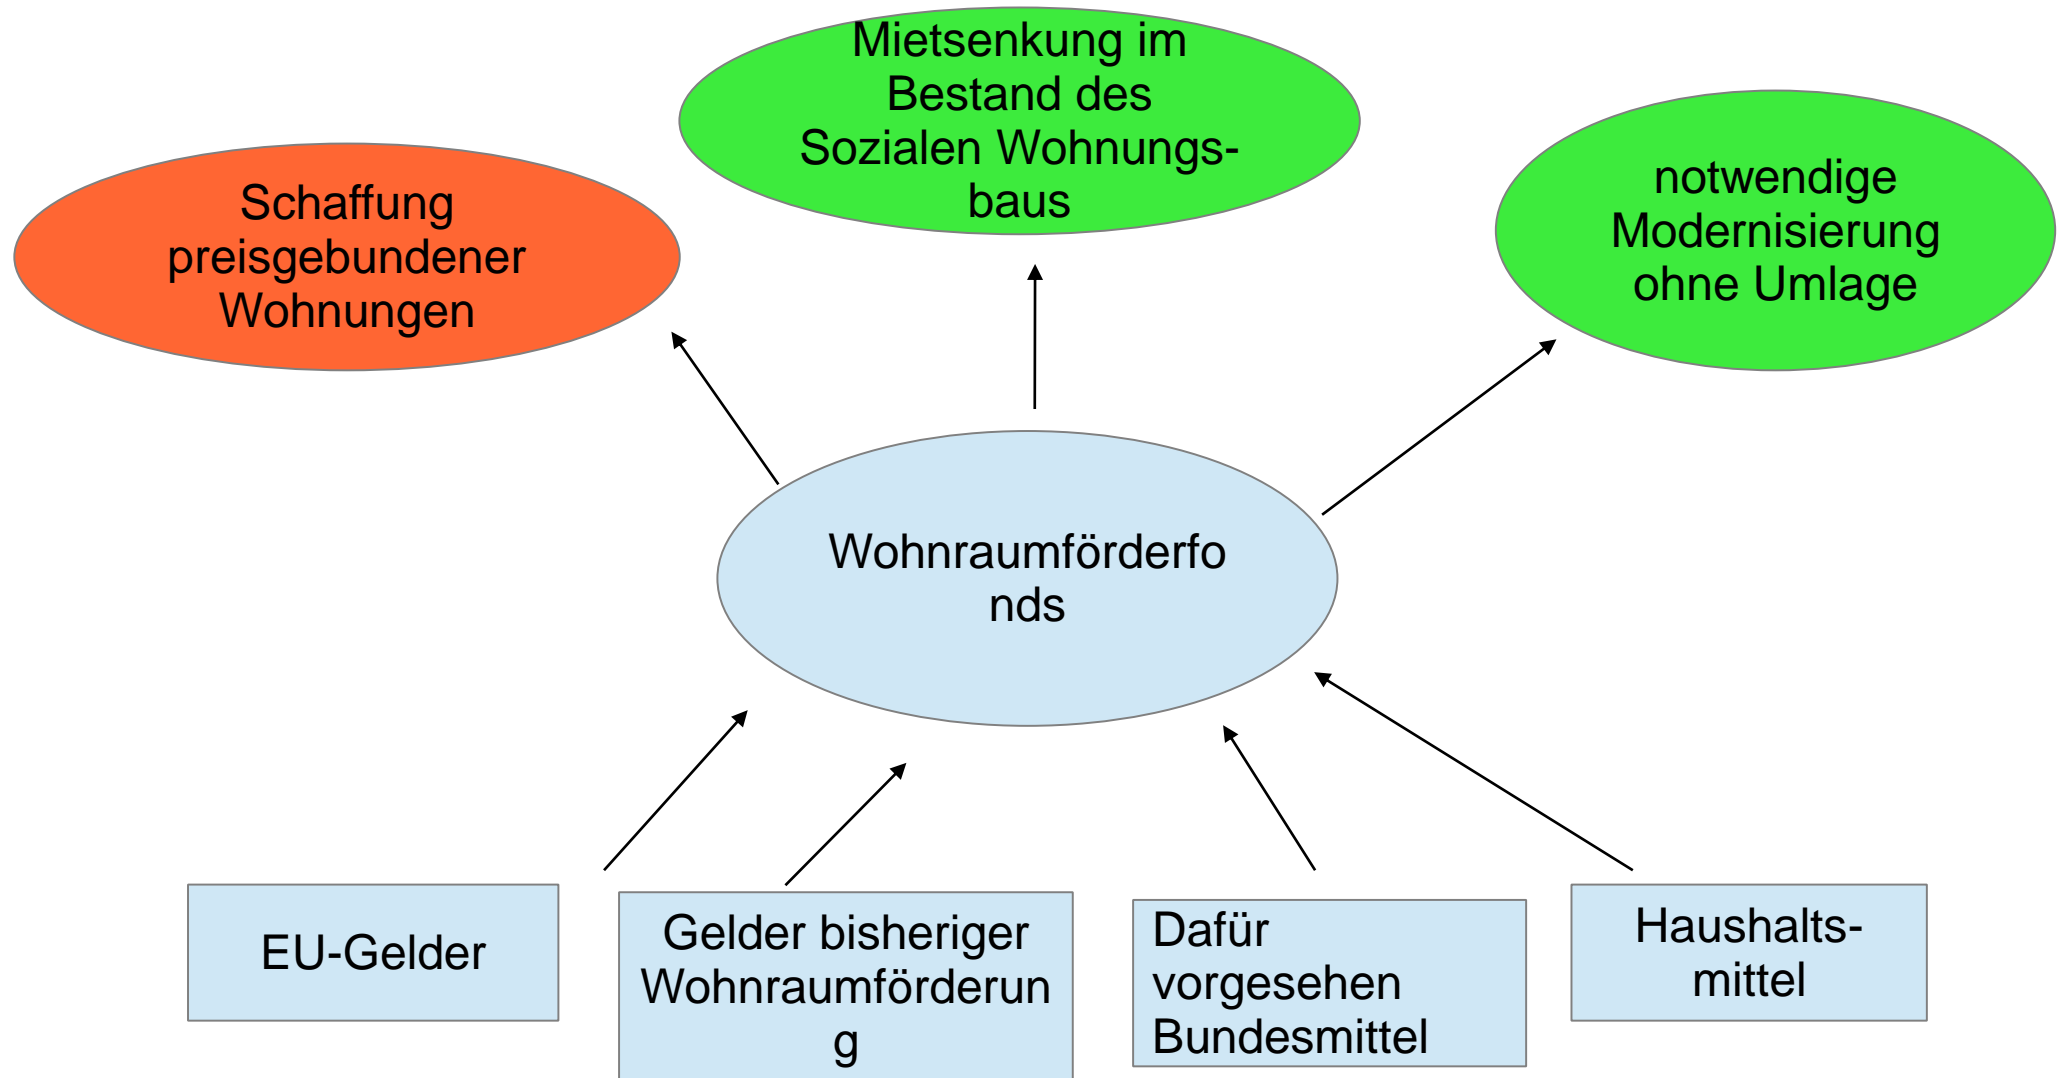 Mietsenkung im
Bestand des
Sozialen Wohnungs-
baus
Schaffung
preisgebundener
Wohnungen
notwendige
Modernisierung
ohne Umlage
Wohnraumförderfo
nds
EU-Gelder
Gelder bisheriger
Wohnraumförderun
g
Dafür
vorgesehen
Bundesmittel
Haushalts-
mittel